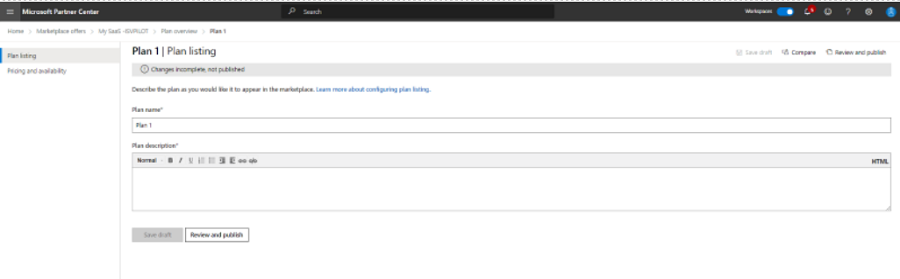 Microsoft Partner Center
Search
Workspaces
Home > Marketplace offers > My SaaS -ISVPILOT > Plan overview > Plan 1
Plan listing
Pricing and availability
Plan 1 | Plan listing
Save draft
Compare
Review and publish
Changes incomplete, not published
Describe the plan as you would like it to appear in the marketplace. Learn more about configuring plan listing.
Plan name*
Plan 1
Plan description*
Normal B I U
HTML
Save draft
Review and publish